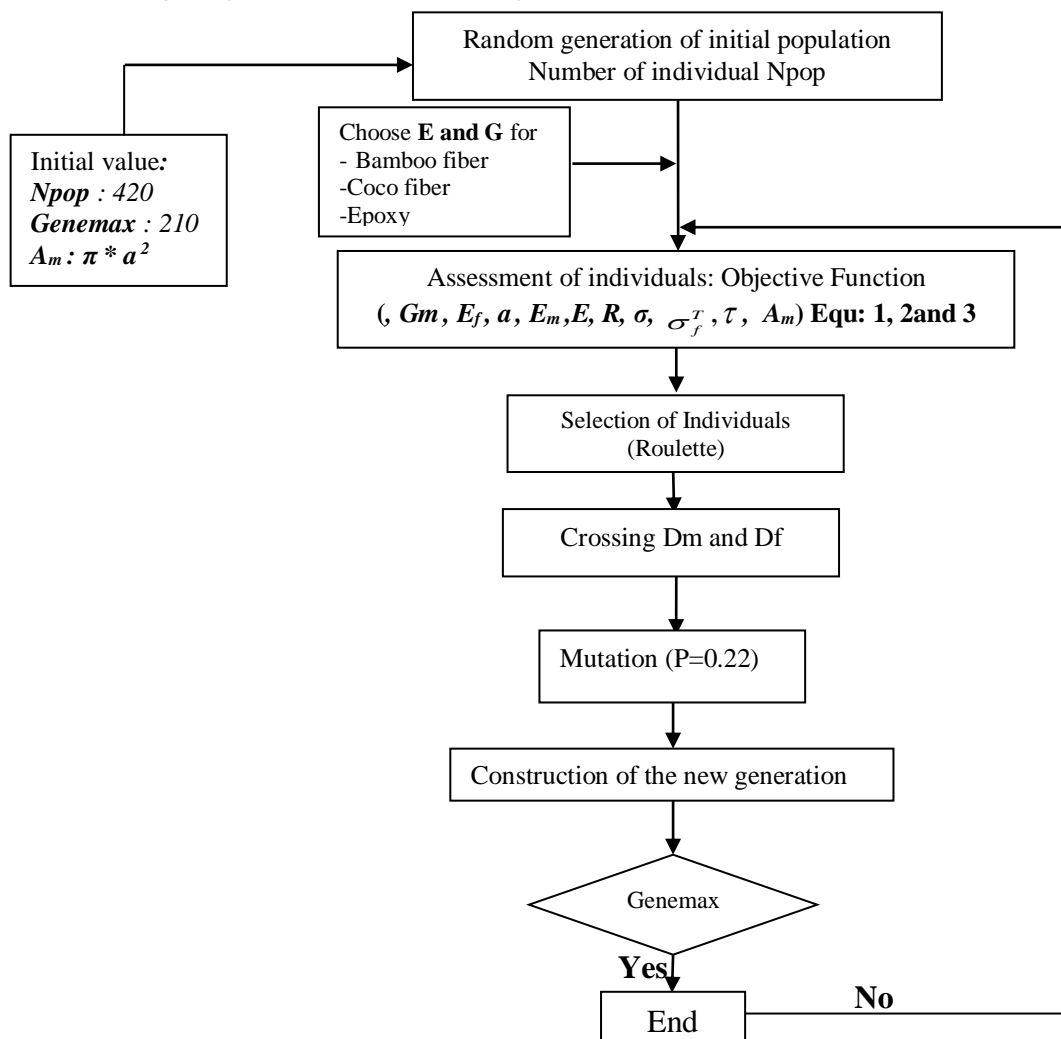 Random generation of initial population
Number of individual Npop
Initial value:
Npop : 420
Genemax : 210
Am : π * a²
Choose E and G for
- Bamboo fiber
-Coco fiber
-Epoxy
Assessment of individuals: Objective Function
(, Gm, Ef, a, Em,E, R, σ, σ_f^T, τ, Am) Equ: 1, 2and 3
Selection of Individuals
(Roulette)
Crossing Dm and Df
Mutation (P=0.22)
Construction of the new generation
Genemax
Yes
No
End